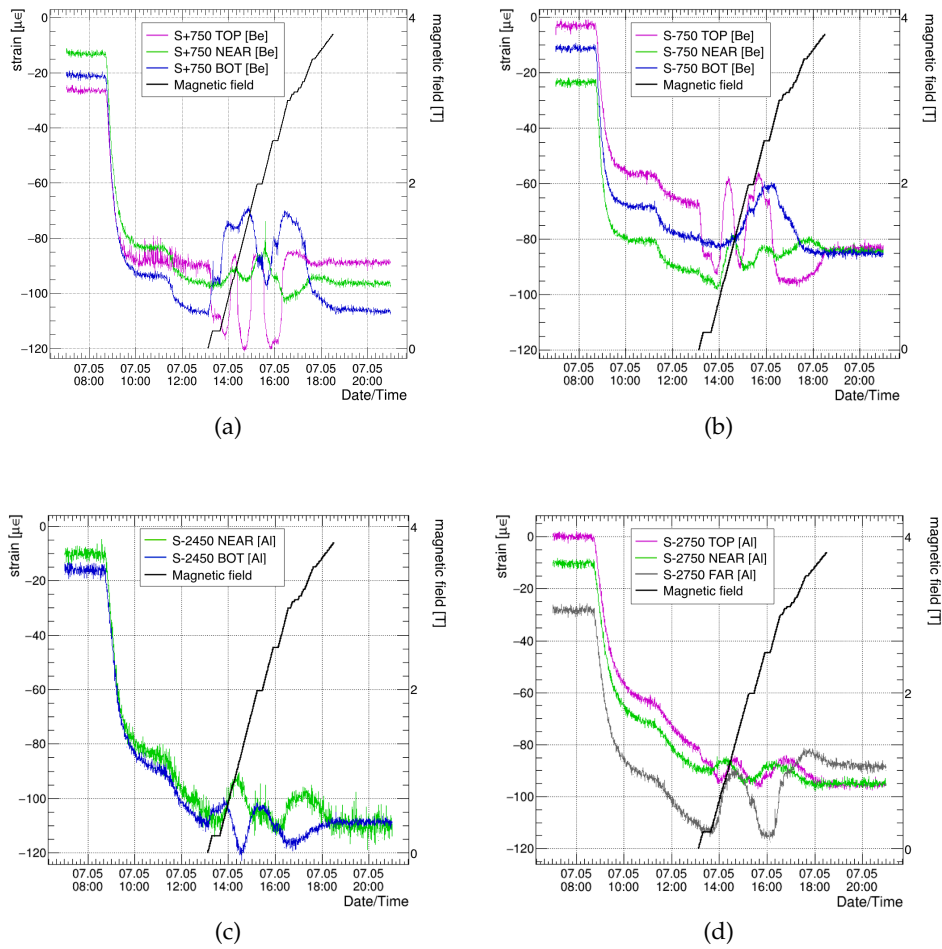 strain [µϵ]
0
−20
−40
−60
−80
−100
−120
S+750 TOP [Be]
S+750 NEAR [Be]
S+750 BOT [Be]
Magnetic field
4
2
0
magnetic field [T]
07.05 07.05 07.05 07.05 07.05 07.05 07.05
08:00 10:00 12:00 14:00 16:00 18:00 20:00
Date/Time
(a)
strain [µϵ]
0
−20
−40
−60
−80
−100
−120
S-750 TOP [Be]
S-750 NEAR [Be]
S-750 BOT [Be]
Magnetic field
4
2
0
magnetic field [T]
07.05 07.05 07.05 07.05 07.05 07.05 07.05
08:00 10:00 12:00 14:00 16:00 18:00 20:00
Date/Time
(b)
strain [µϵ]
0
−20
−40
−60
−80
−100
−120
S-2450 NEAR [Al]
S-2450 BOT [Al]
Magnetic field
4
2
0
magnetic field [T]
07.05 07.05 07.05 07.05 07.05 07.05 07.05
08:00 10:00 12:00 14:00 16:00 18:00 20:00
Date/Time
(c)
strain [µϵ]
0
−20
−40
−60
−80
−100
−120
S-2750 TOP [Al]
S-2750 NEAR [Al]
S-2750 FAR [Al]
Magnetic field
4
2
0
magnetic field [T]
07.05 07.05 07.05 07.05 07.05 07.05 07.05
08:00 10:00 12:00 14:00 16:00 18:00 20:00
Date/Time
(d)